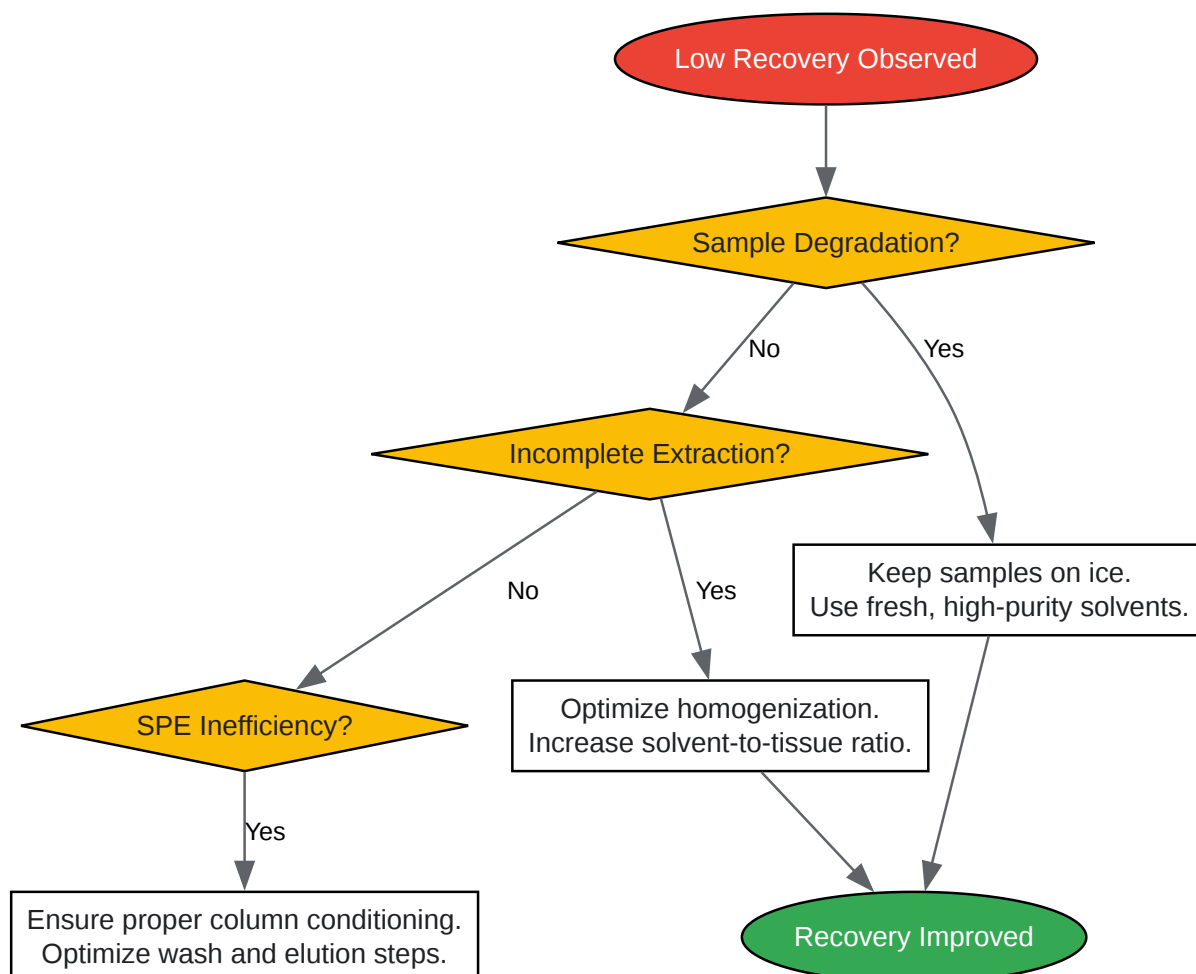 Low Recovery Observed
Sample Degradation?
No
Yes
Incomplete Extraction?
No
Yes
Keep samples on ice.
Use fresh, high-purity solvents.
SPE Inefficiency?
Optimize homogenization.
Increase solvent-to-tissue ratio.
Yes
Ensure proper column conditioning.
Optimize wash and elution steps.
Recovery Improved